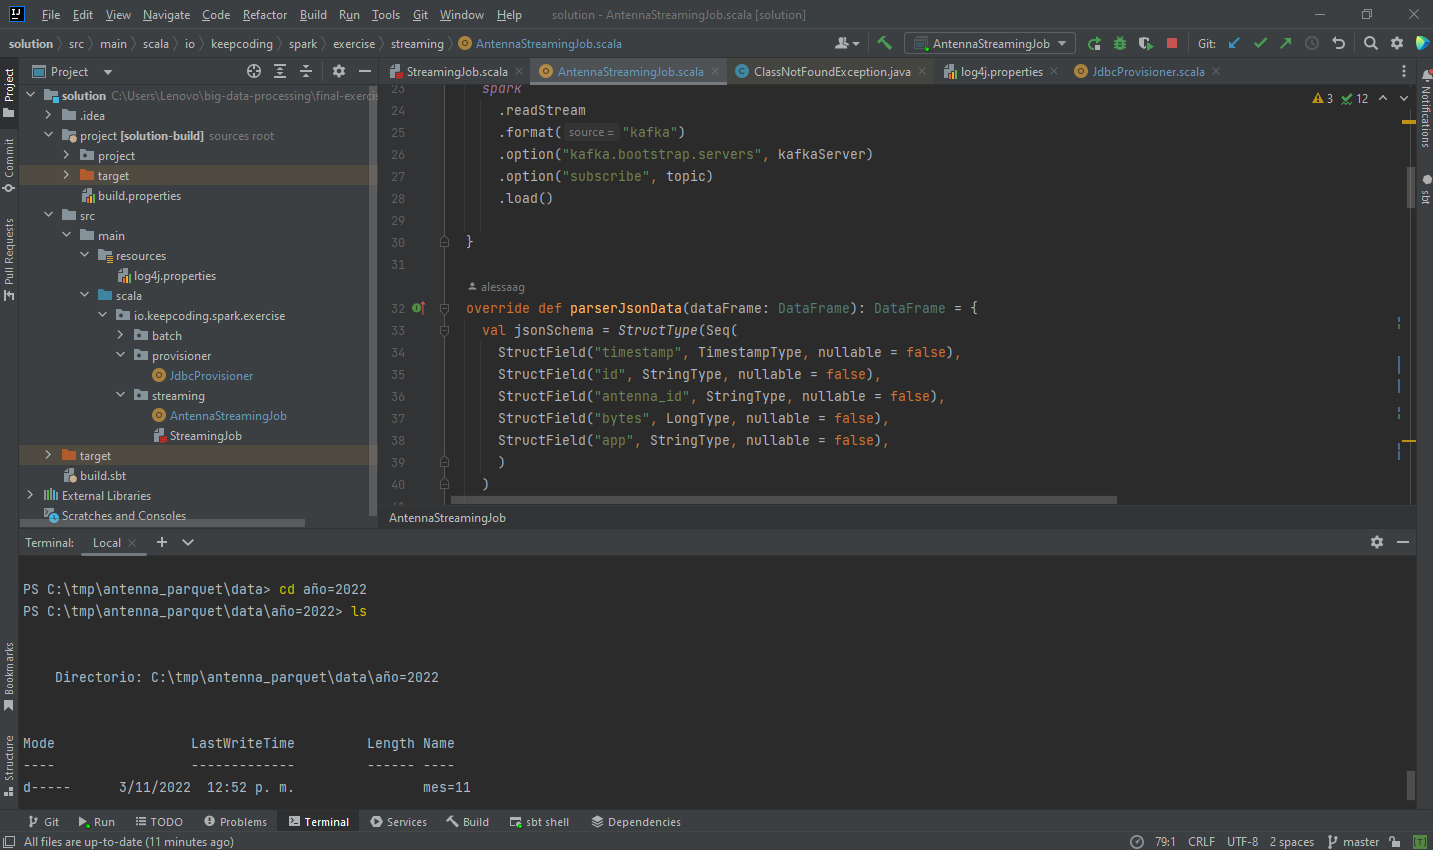 File Edit View Navigate Code Refactor Build Run Tools Git Window Help solution - AntennaStreamingJob.scala [solution]
solution src main scala io keepcoding spark exercise streaming AntennaStreamingJob.scala AntennaStreamingJob Git:
Project
StreamingJob.scala AntennaStreamingJob.scala ClassNotFoundException.java log4j.properties JdbcProvisioner.scala
Project
Commit
Pull Requests
Bookmarks
Structure
Notifications
sbt
solution C:\Users\Lenovo\big-data-processing\final-exercis
.idea
project [solution-build] sources root
project
target
build.properties
src
main
resources
log4j.properties
scala
io.keepcoding.spark.exercise
batch
provisioner
JdbcProvisioner
streaming
AntennaStreamingJob
StreamingJob
target
build.sbt
External Libraries
Scratches and Consoles
3 12
23 spark
24 .readStream
25 .format( source = "kafka")
26 .option("kafka.bootstrap.servers", kafkaServer)
27 .option("subscribe", topic)
28 .load()
29
30 }
31
alessaag
32 override def parserJsonData(dataFrame: DataFrame): DataFrame = {
33 val jsonSchema = StructType(Seq(
34 StructField("timestamp", TimestampType, nullable = false),
35 StructField("id", StringType, nullable = false),
36 StructField("antenna_id", StringType, nullable = false),
37 StructField("bytes", LongType, nullable = false),
38 StructField("app", StringType, nullable = false),
39 )
40 )
AntennaStreamingJob
Terminal: Local
PS C:\tmp\antenna_parquet\data> cd año=2022
PS C:\tmp\antenna_parquet\data\año=2022> ls
Directorio: C:\tmp\antenna_parquet\data\año=2022
Mode LastWriteTime Length Name
---- ------------- ------ ----
d----- 3/11/2022 12:52 p. m. mes=11
Git Run TODO Problems Terminal Services Build sbt shell Dependencies
All files are up-to-date (11 minutes ago) 79:1 CRLF UTF-8 2 spaces master [T]